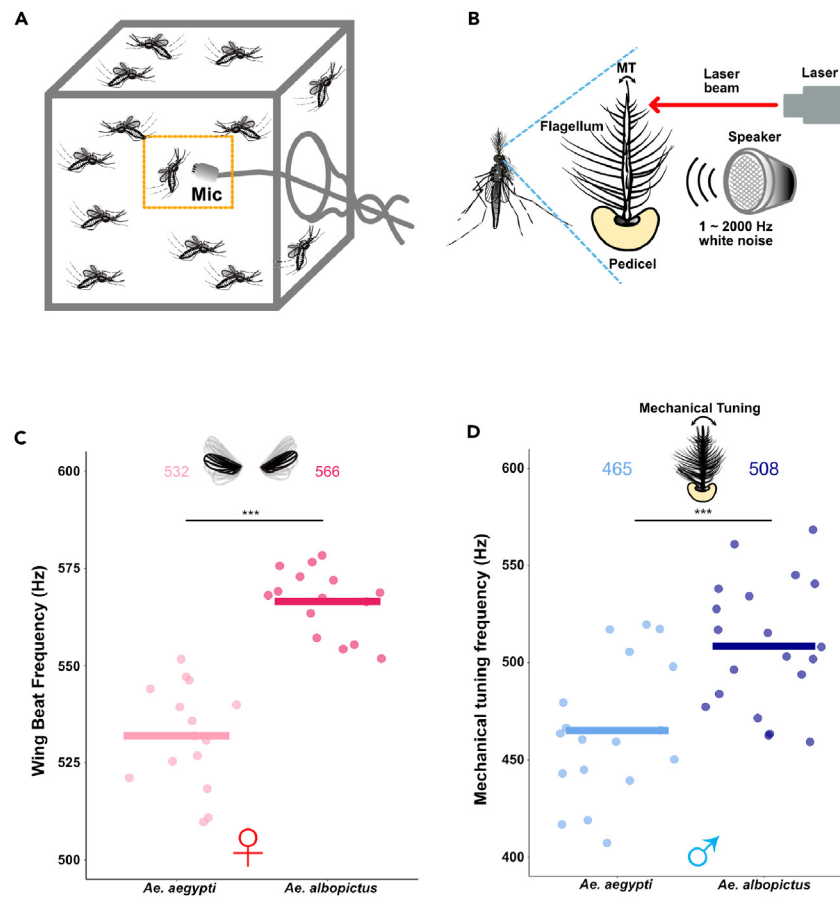 A
Mic
B
MT
Flagellum
Laser
beam
Laser
Speaker
1 ~ 2000 Hz
white noise
Pedicel
C
532
566
***
600
575
550
525
500
Wing Beat Frequency (Hz)
Ae. aegypti
Ae. albopictus
D
Mechanical Tuning
465
508
***
600
550
500
450
400
Mechanical tuning frequency (Hz)
Ae. aegypti
Ae. albopictus